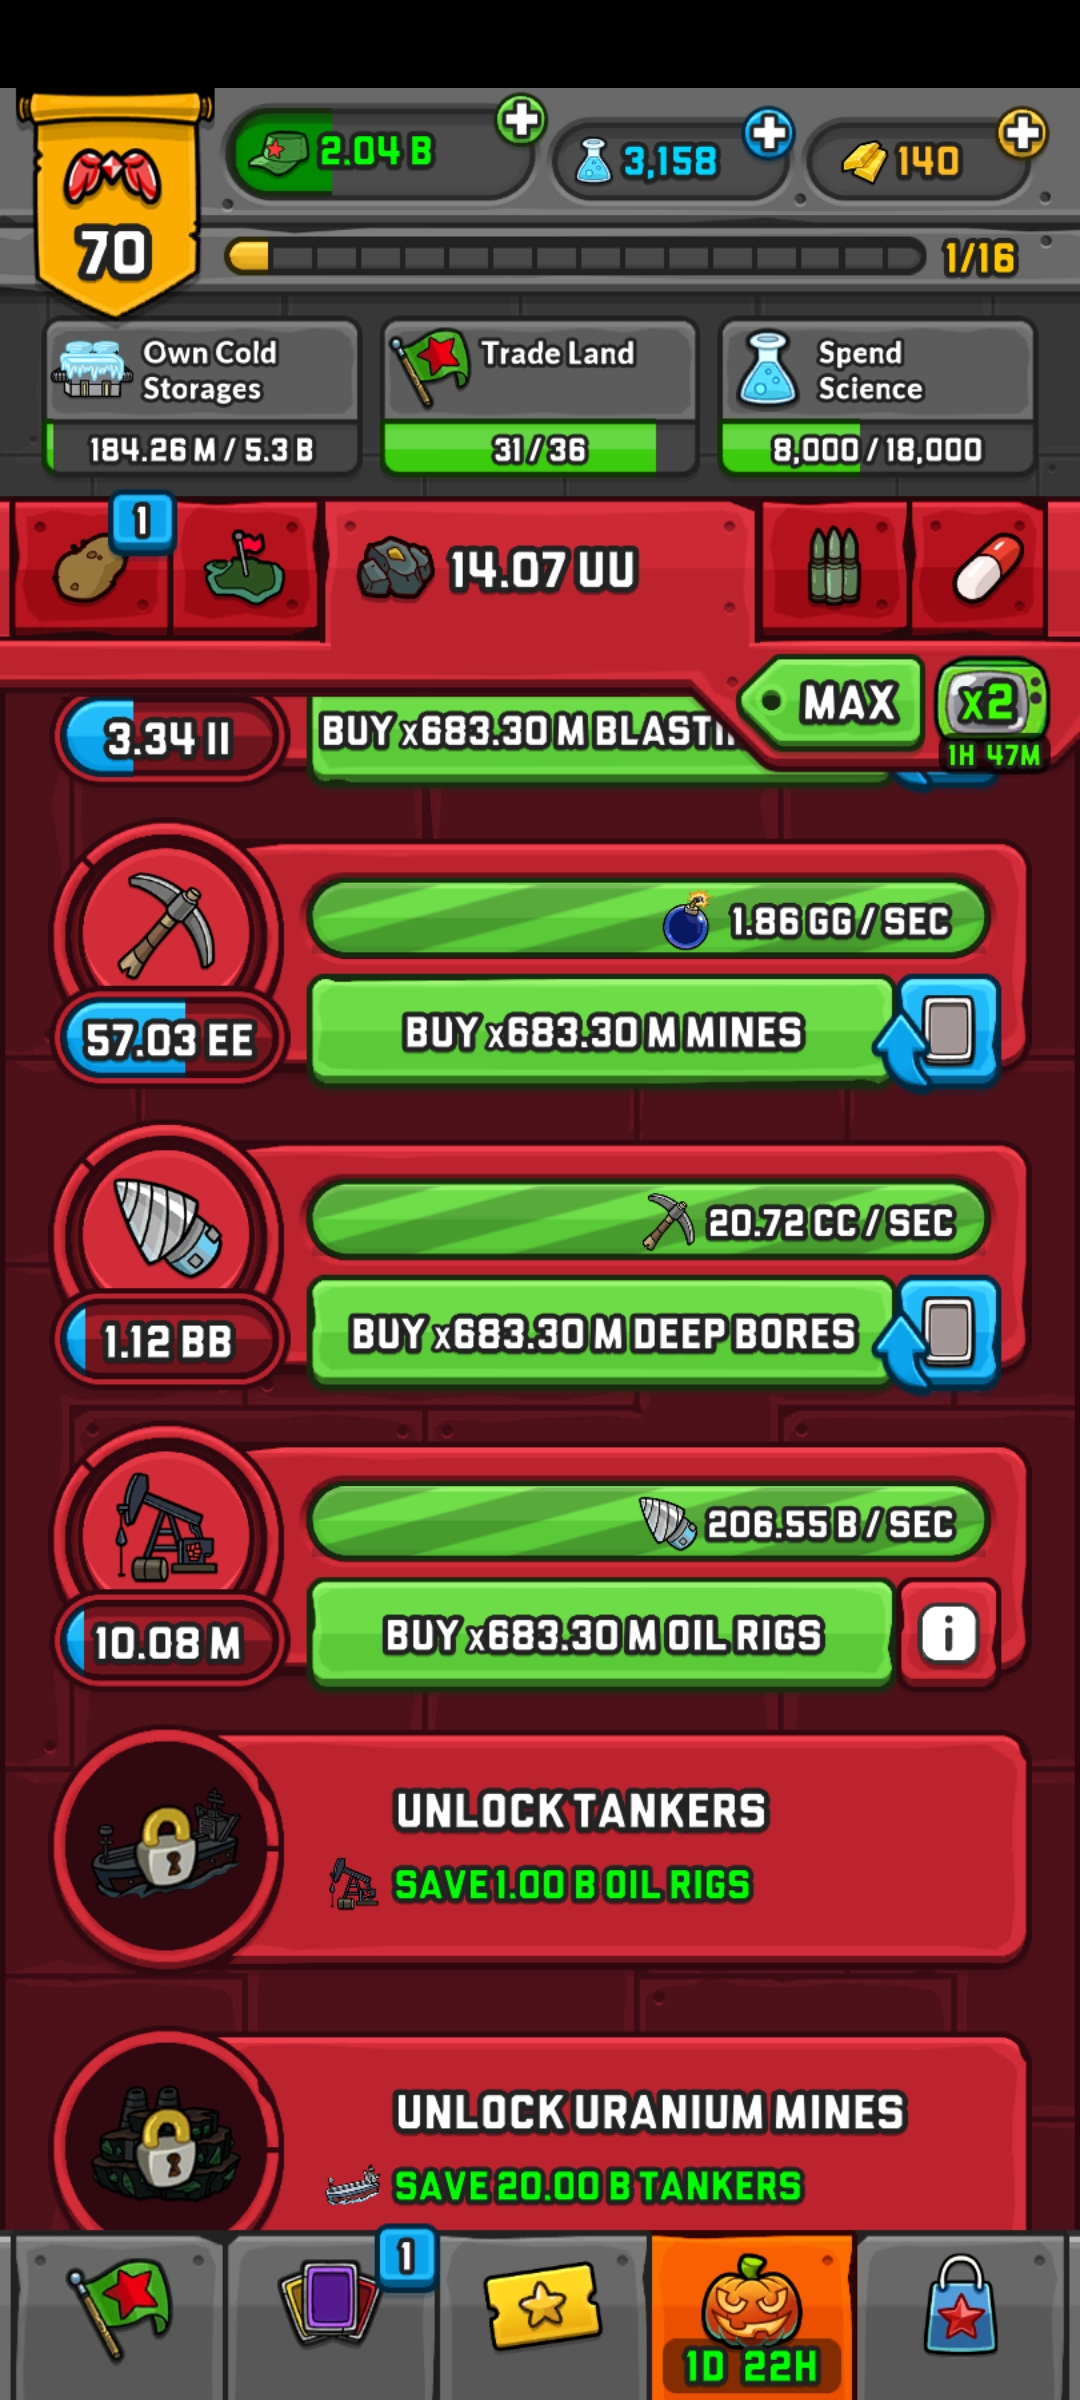 2.04 B
3,158
140
70
1/16
Own Cold
Storages
184.26 M / 5.3 B
Trade Land
31 / 36
Spend
Science
8,000 / 18,000
1
14.07 UU
MAX
x2
1H 47M
3.34 II
BUY x683.30 M
1.86 GG / SEC
57.03 EE
BUY x683.30 M MINES
20.72 CC / SEC
1.12 BB
BUY x683.30 M DEEP BORES
206.55 B / SEC
10.08 M
BUY x683.30 M OIL RIGS
i
UNLOCK TANKERS
SAVE 1.00 B OIL RIGS
UNLOCK URANIUM MINES
SAVE 20.00 B TANKERS
1
1D 22H